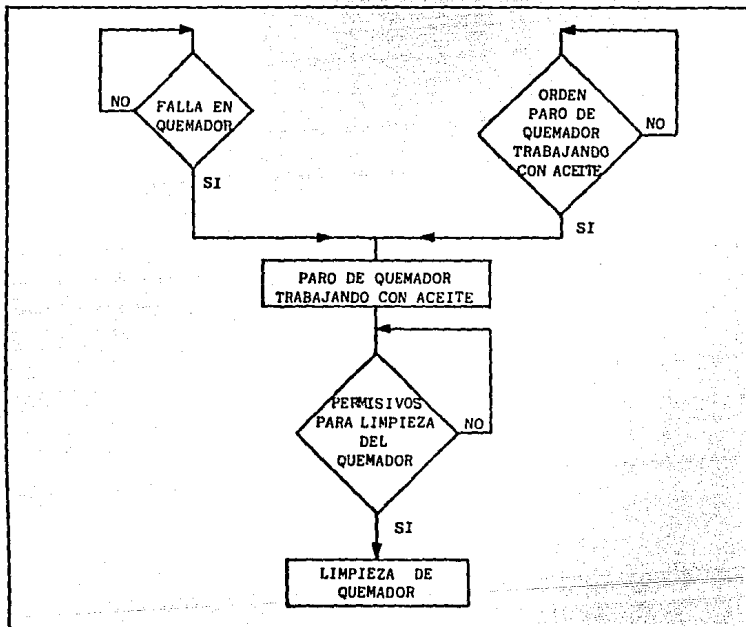 NO
FALLA EN
QUEMADOR
SI
ORDEN
PARO DE
QUEMADOR
TRABAJANDO
CON ACEITE
NO
SI
PARO DE QUEMADOR
TRABAJANDO CON ACEITE
PERMISIVOS
PARA LIMPIEZA
DEL
QUEMADOR
NO
SI
LIMPIEZA DE
QUEMADOR